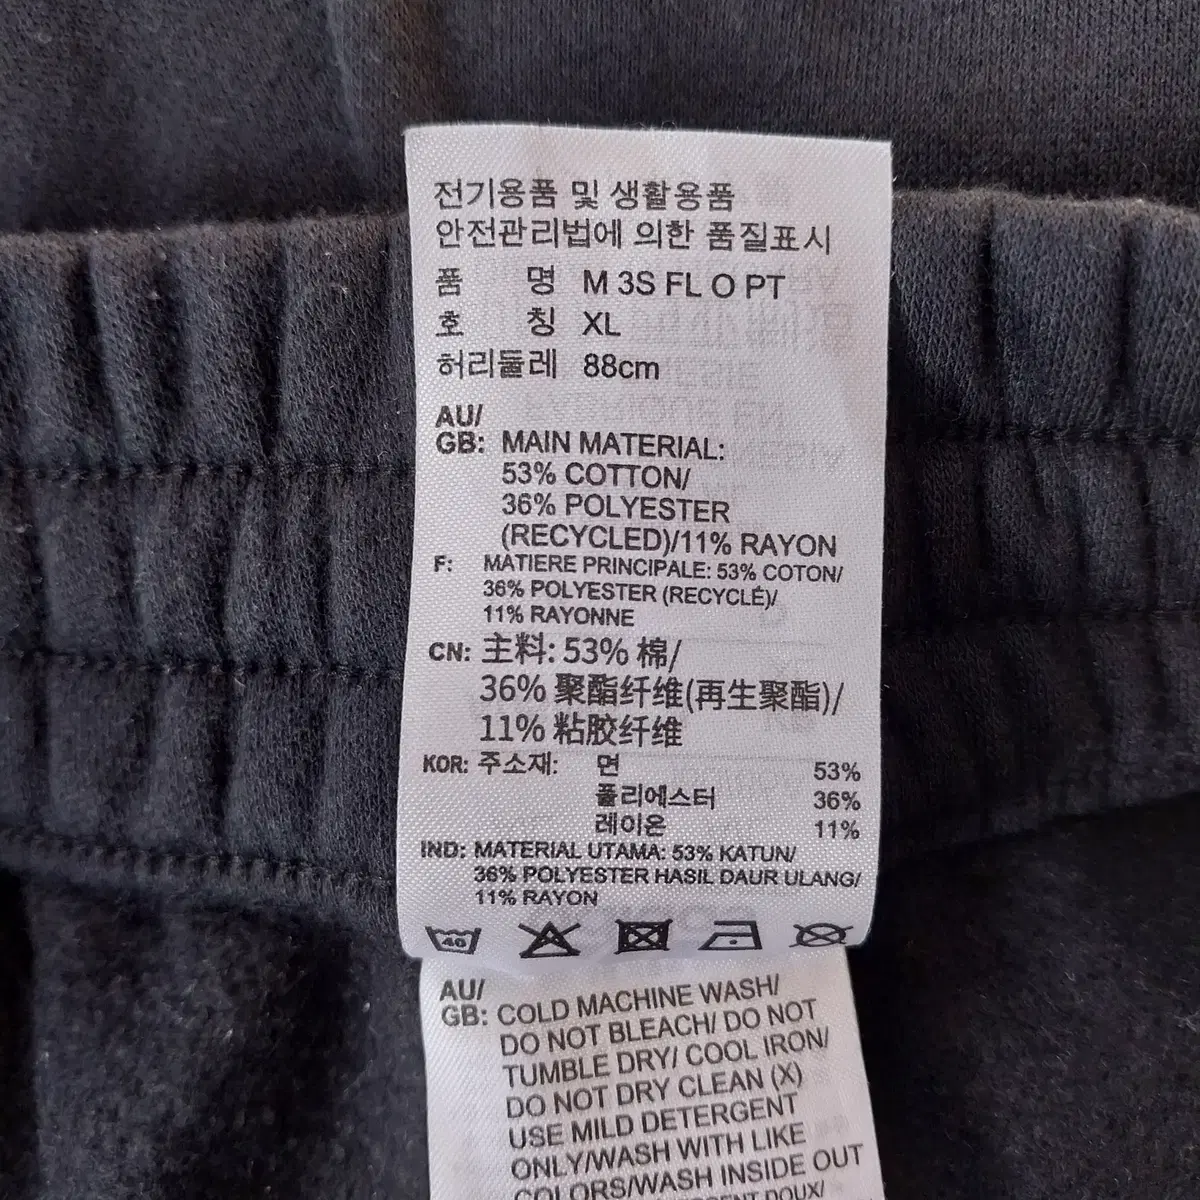 전기용품 및 생활용품
안전관리법에 의한 품질표시
품 명 M 3S FL O PT
호 칭 XL
허리둘레 88cm
AU/
GB: MAIN MATERIAL:
53% COTTON/
36% POLYESTER
(RECYCLED)/11% RAYON
F: MATIERE PRINCIPALE: 53% COTON/
36% POLYESTER (RECYCLÉ)/
11% RAYONNE
CN: 主料: 53% 棉/
36% 聚酯纤维(再生聚酯)/
11% 粘胶纤维
KOR: 주소재: 면 53%
폴리에스터 36%
레이온 11%
IND: MATERIAL UTAMA: 53% KATUN/
36% POLYESTER HASIL DAUR ULANG/
11% RAYON
40
AU/
GB: COLD MACHINE WASH/
DO NOT BLEACH/ DO NOT
TUMBLE DRY/ COOL IRON/
DO NOT DRY CLEAN (X)
USE MILD DETERGENT
ONLY/WASH WITH LIKE
COLORS/WASH INSIDE OUT
DOUX/